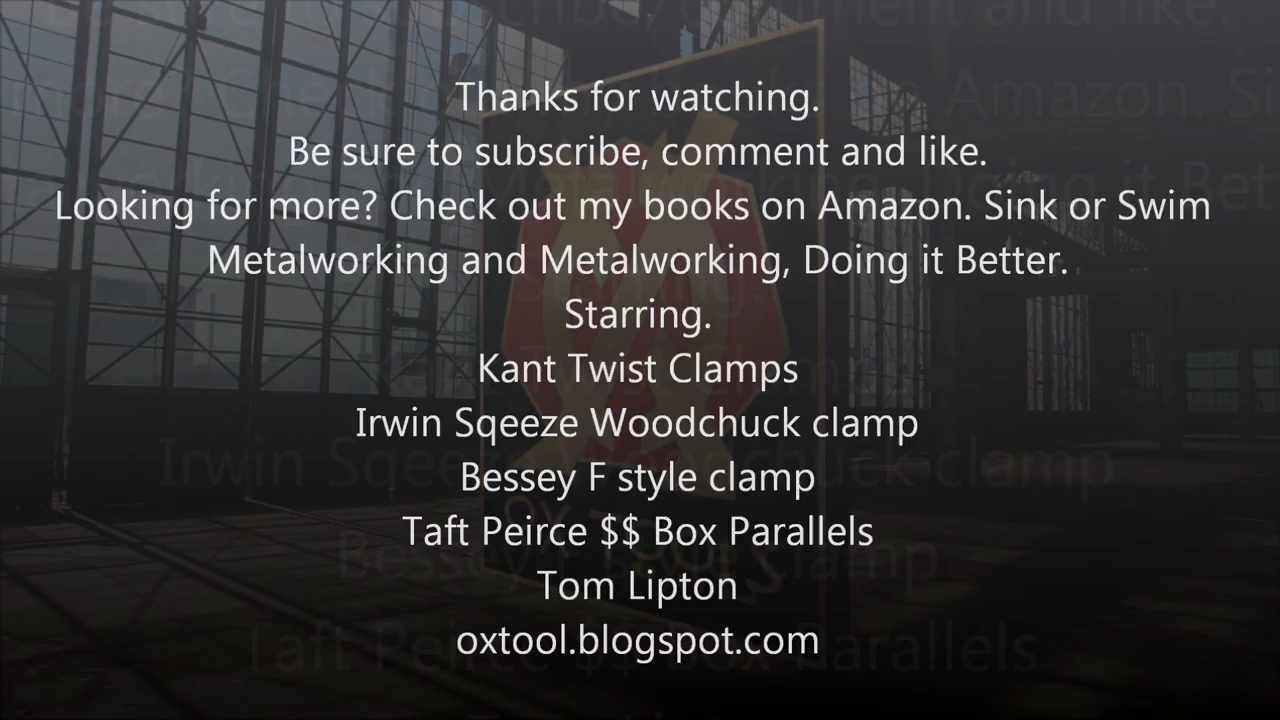 Thanks for watching.
Be sure to subscribe, comment and like.
Looking for more? Check out my books on Amazon. Sink or Swim
Metalworking and Metalworking, Doing it Better.
Starring.
Kant Twist Clamps
Irwin Sqeeze Woodchuck clamp
Bessey F style clamp
Taft Peirce $$ Box Parallels
Tom Lipton
oxtool.blogspot.com